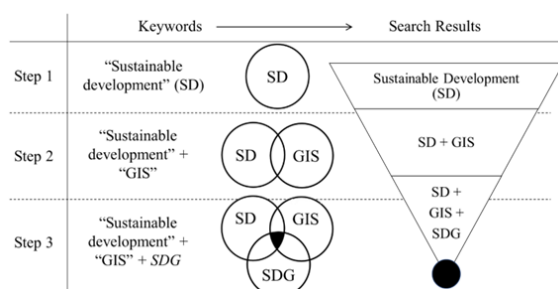 Keywords
Search Results
Step 1
“Sustainable
development” (SD)
SD
Sustainable Development
(SD)
Step 2
“Sustainable
development” +
“GIS”
SD
GIS
SD + GIS
Step 3
“Sustainable
development” +
“GIS” + SDG
SD
GIS
SDG
SD +
GIS +
SDG